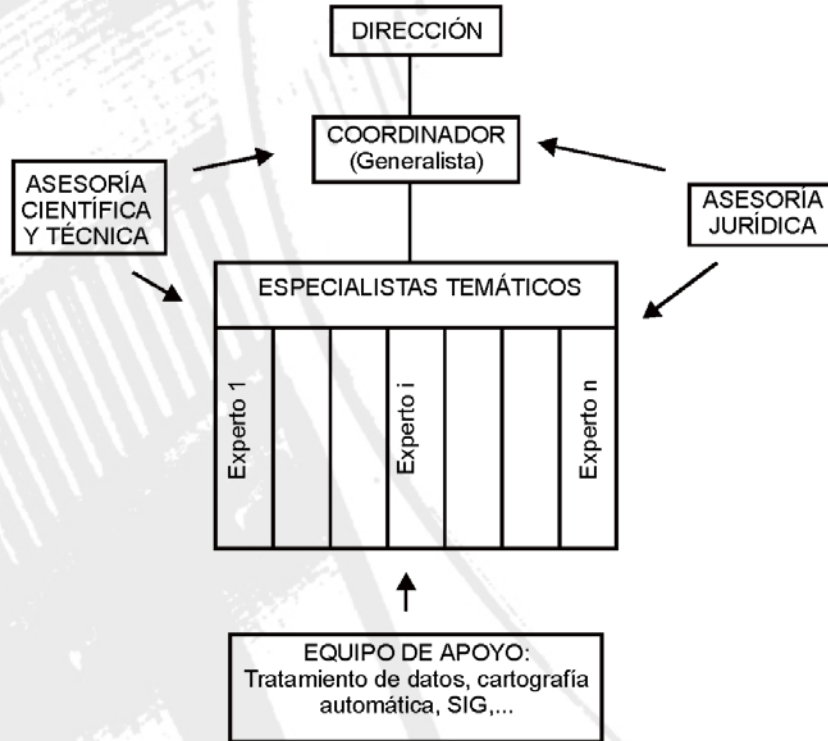 DIRECCIÓN
COORDINADOR
(Generalista)
ASESORÍA
CIENTÍFICA
Y TÉCNICA
ASESORÍA
JURÍDICA
ESPECIALISTAS TEMÁTICOS
Experto 1
Experto i
Experto n
EQUIPO DE APOYO:
Tratamiento de datos, cartografía
automática, SIG,...